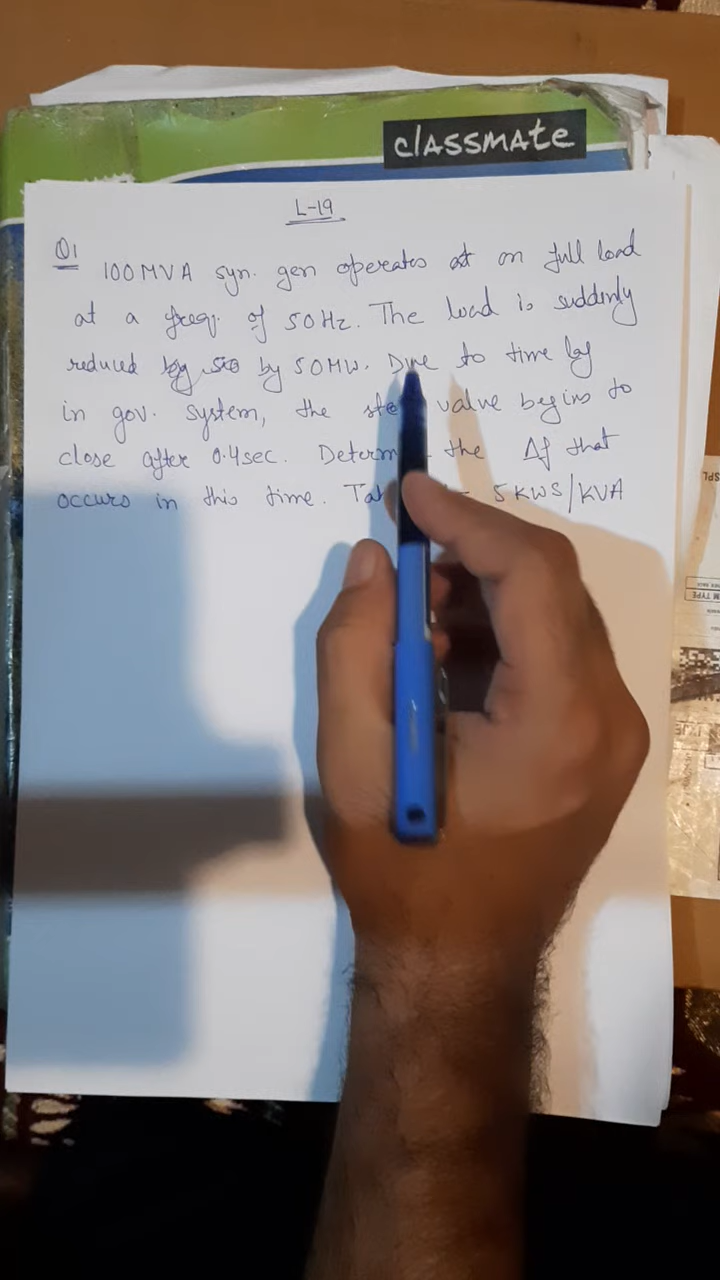 classmate
L-19
Q1
100MVA syn. gen operates at on full load
at a freq. of 50Hz. The load is suddenly
reduced by 50MW. Due to time lag
in gov. system, the valve begins to
close after 0.4sec. the Δf that
occurs in this time. 5KWS/KVA